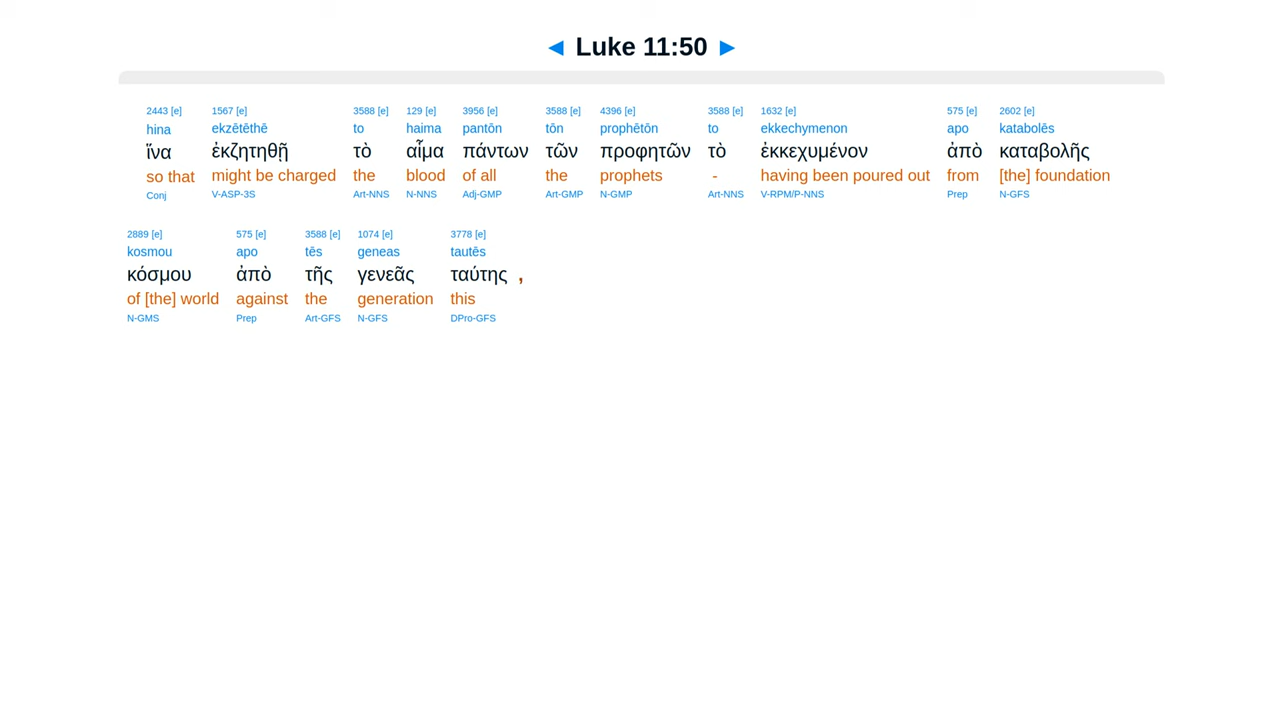 ◄ Luke 11:50 ►
2443 [e] 1567 [e] 3588 [e] 129 [e] 3956 [e] 3588 [e] 4396 [e] 3588 [e] 1632 [e] 575 [e] 2602 [e]
hina ekzētēthē to haima pantōn tōn prophētōn to ekkechymenon apo katabolēs
ἵνα ἐκζητηθῇ τὸ αἷμα πάντων τῶν προφητῶν τὸ ἐκκεχυμένον ἀπὸ καταβολῆς
so that might be charged the blood of all the prophets - having been poured out from [the] foundation
Conj V-ASP-3S Art-NNS N-NNS Adj-GMP Art-GMP N-GMP Art-NNS V-RPM/P-NNS Prep N-GFS
2889 [e] 575 [e] 3588 [e] 1074 [e] 3778 [e]
kosmou apo tēs geneas tautēs
κόσμου ἀπὸ τῆς γενεᾶς ταύτης ,
of [the] world against the generation this
N-GMS Prep Art-GFS N-GFS DPro-GFS